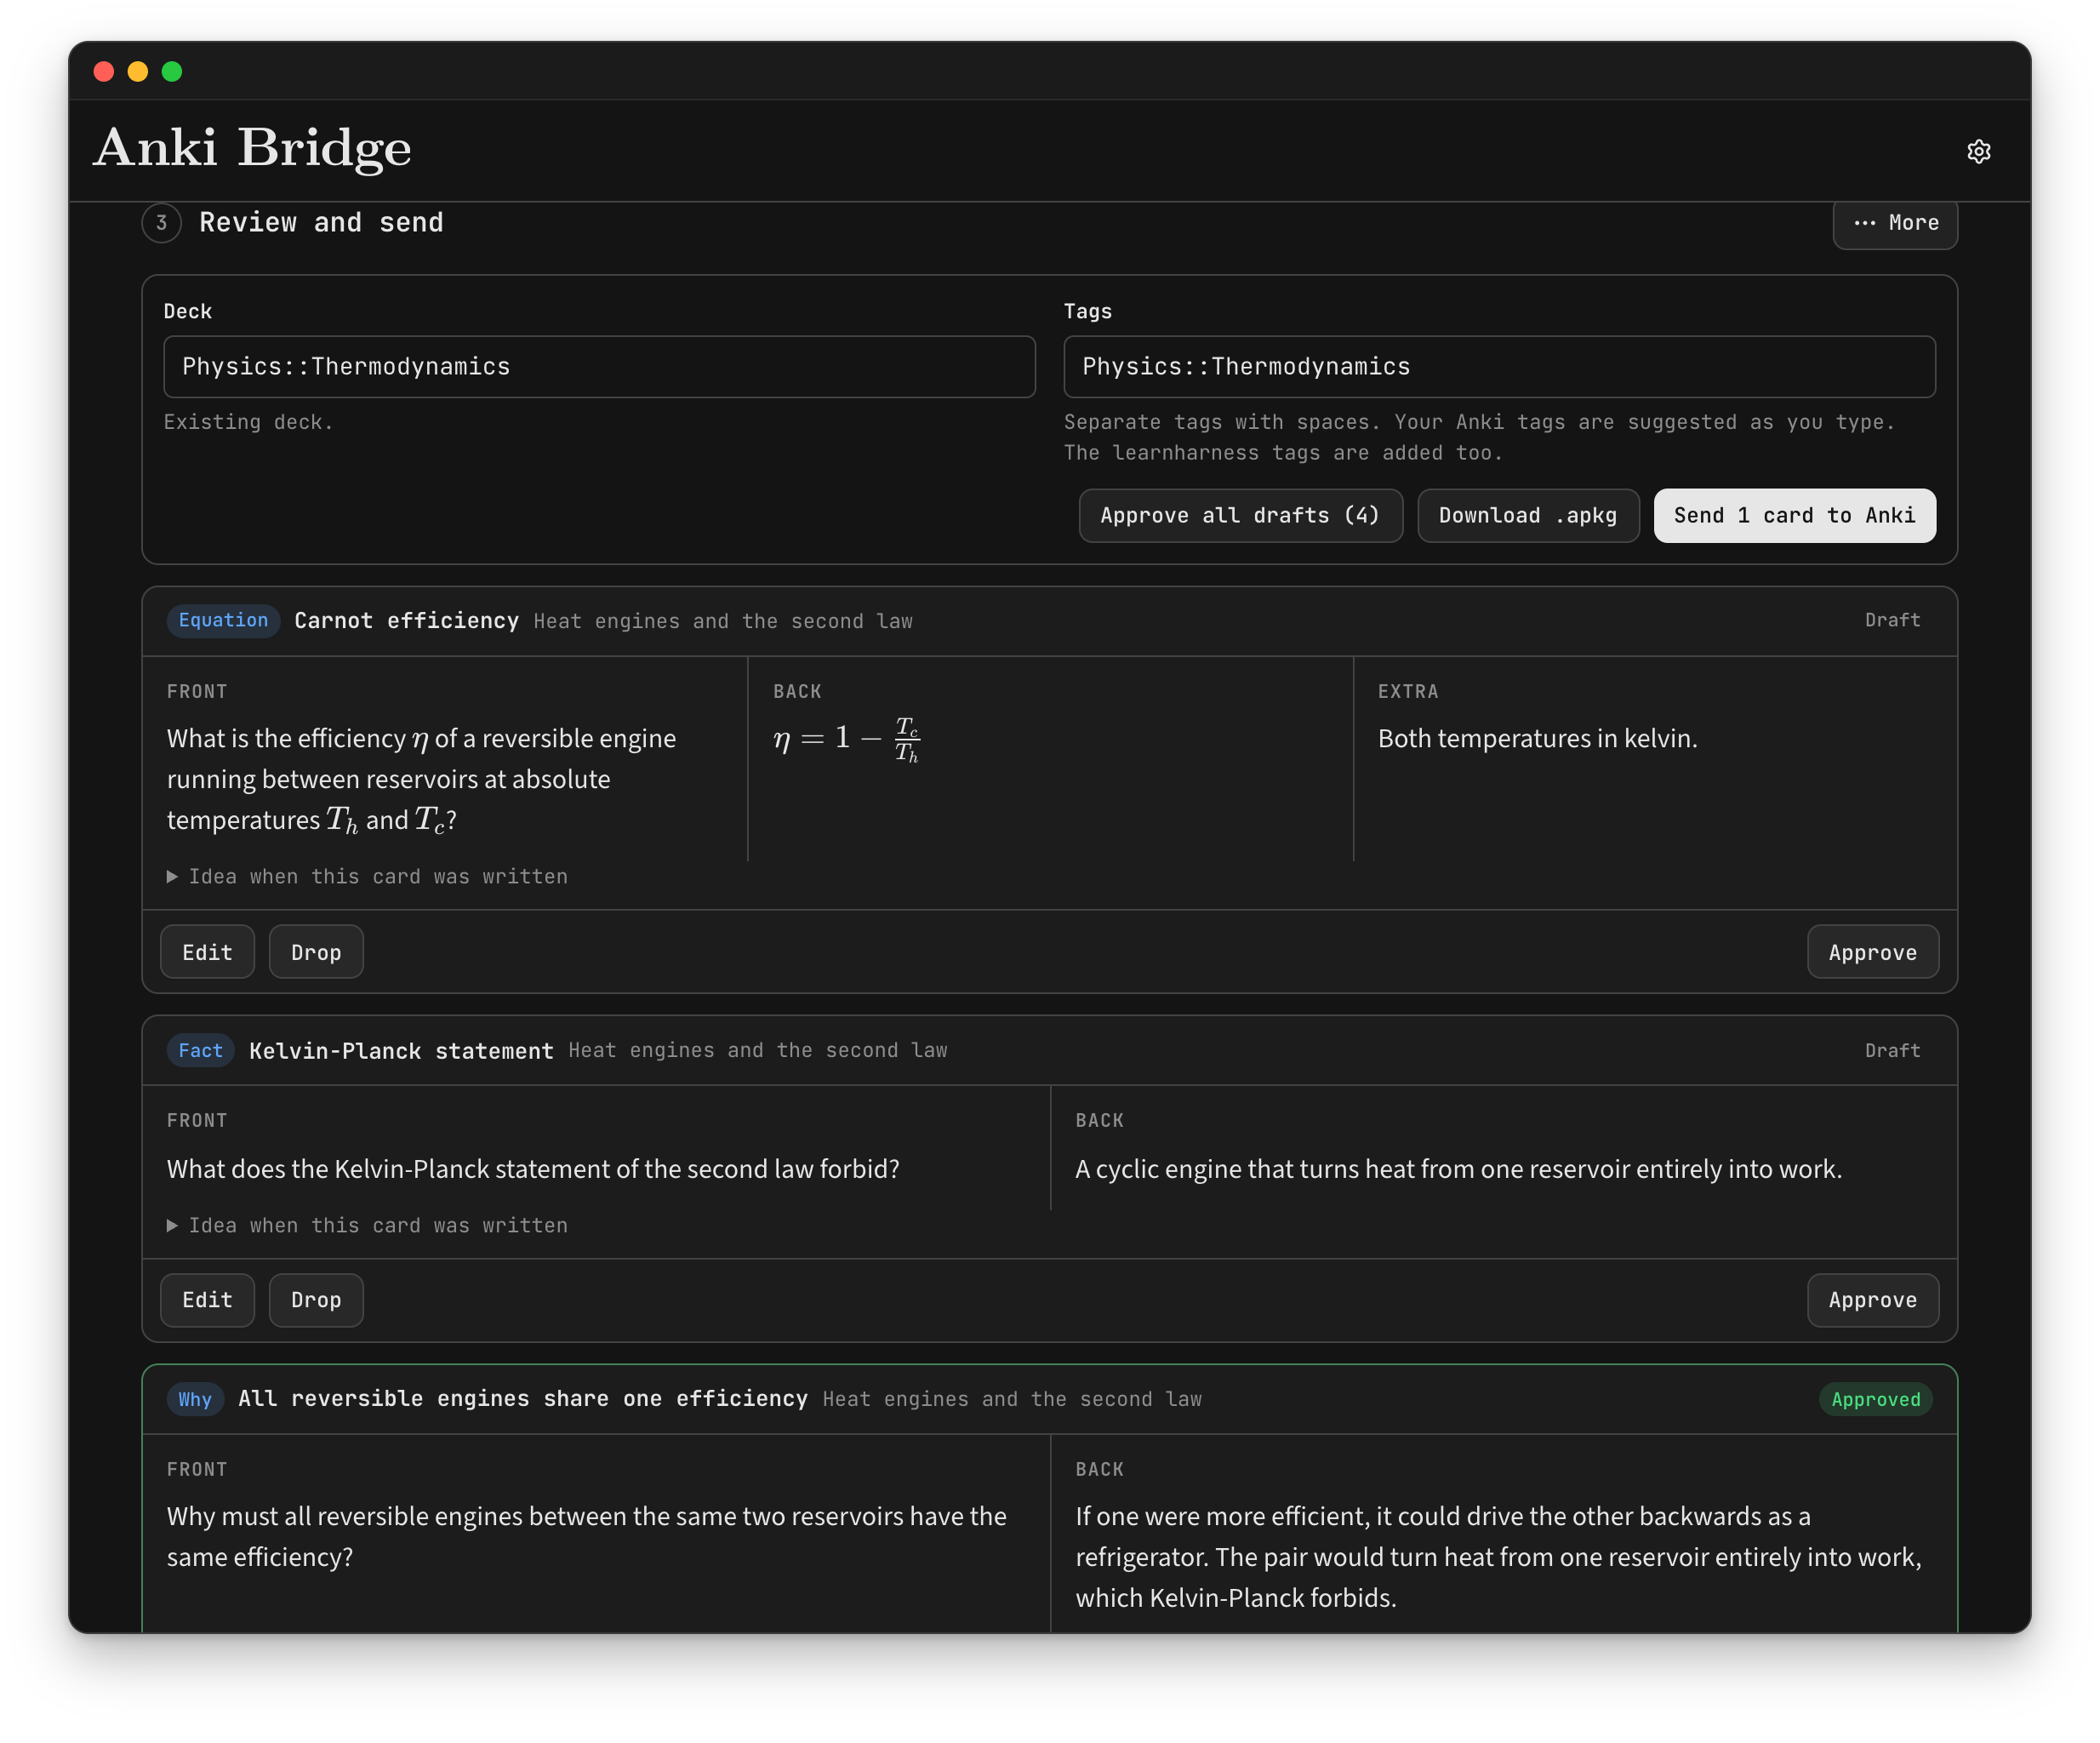 Anki Bridge
3 Review and send
··· More
Deck
Physics::Thermodynamics
Existing deck.
Tags
Physics::Thermodynamics
Separate tags with spaces. Your Anki tags are suggested as you type.
The learnharness tags are added too.
Approve all drafts (4)
Download .apkg
Send 1 card to Anki
Equation Carnot efficiency Heat engines and the second law
Draft
FRONT
What is the efficiency η of a reversible engine
running between reservoirs at absolute
temperatures T_h and T_c?
BACK
η = 1 − T_c/T_h
EXTRA
Both temperatures in kelvin.
▶ Idea when this card was written
Edit
Drop
Approve
Fact Kelvin-Planck statement Heat engines and the second law
Draft
FRONT
What does the Kelvin-Planck statement of the second law forbid?
BACK
A cyclic engine that turns heat from one reservoir entirely into work.
▶ Idea when this card was written
Edit
Drop
Approve
Why All reversible engines share one efficiency Heat engines and the second law
Approved
FRONT
Why must all reversible engines between the same two reservoirs have the
same efficiency?
BACK
If one were more efficient, it could drive the other backwards as a
refrigerator. The pair would turn heat from one reservoir entirely into work,
which Kelvin-Planck forbids.